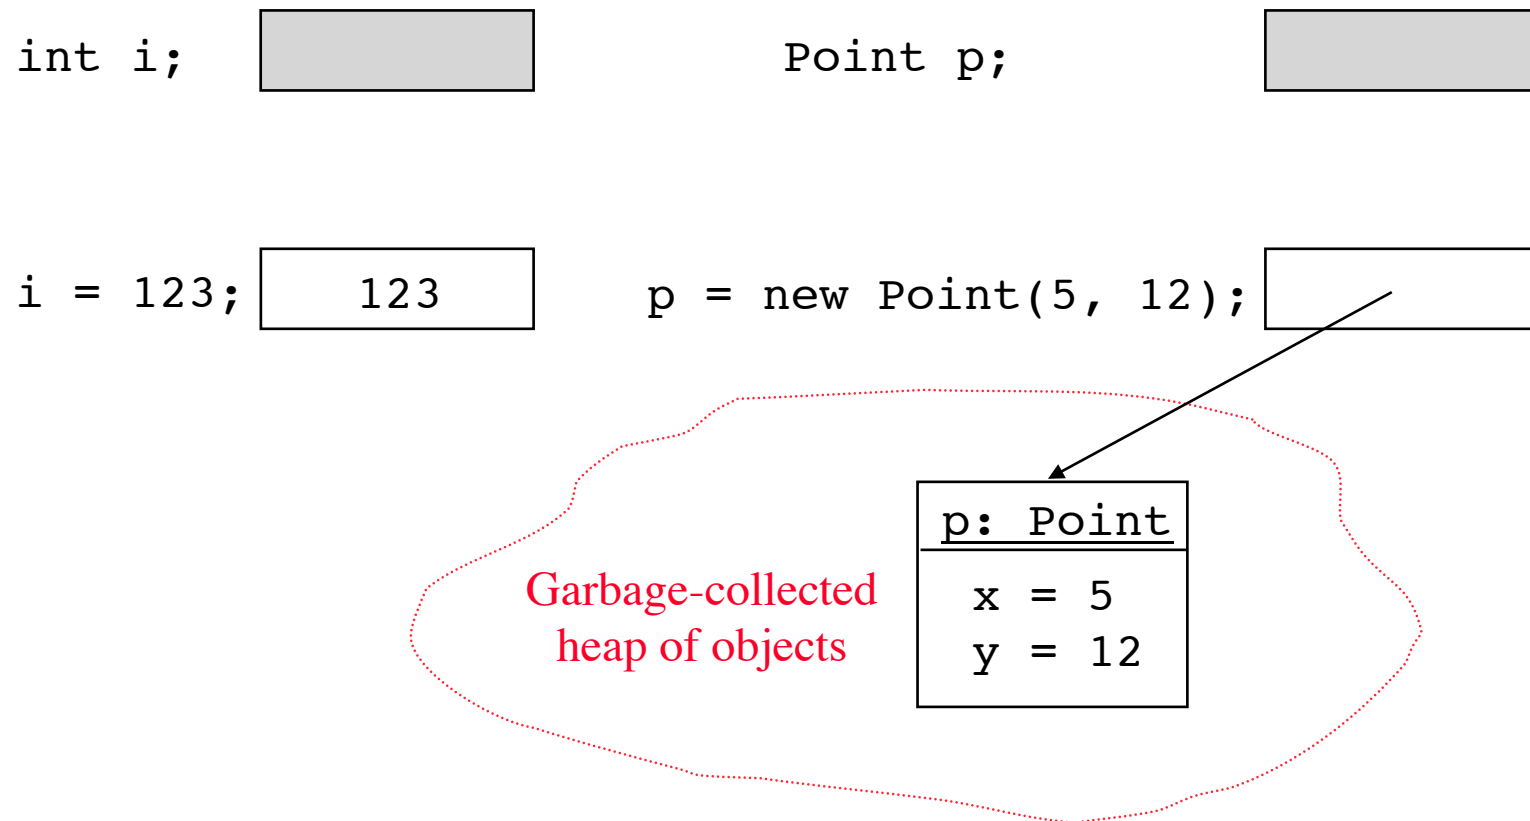 int i;
Point p;
i = 123;
123
p = new Point(5, 12);
p: Point
x = 5
y = 12
Garbage-collected
heap of objects